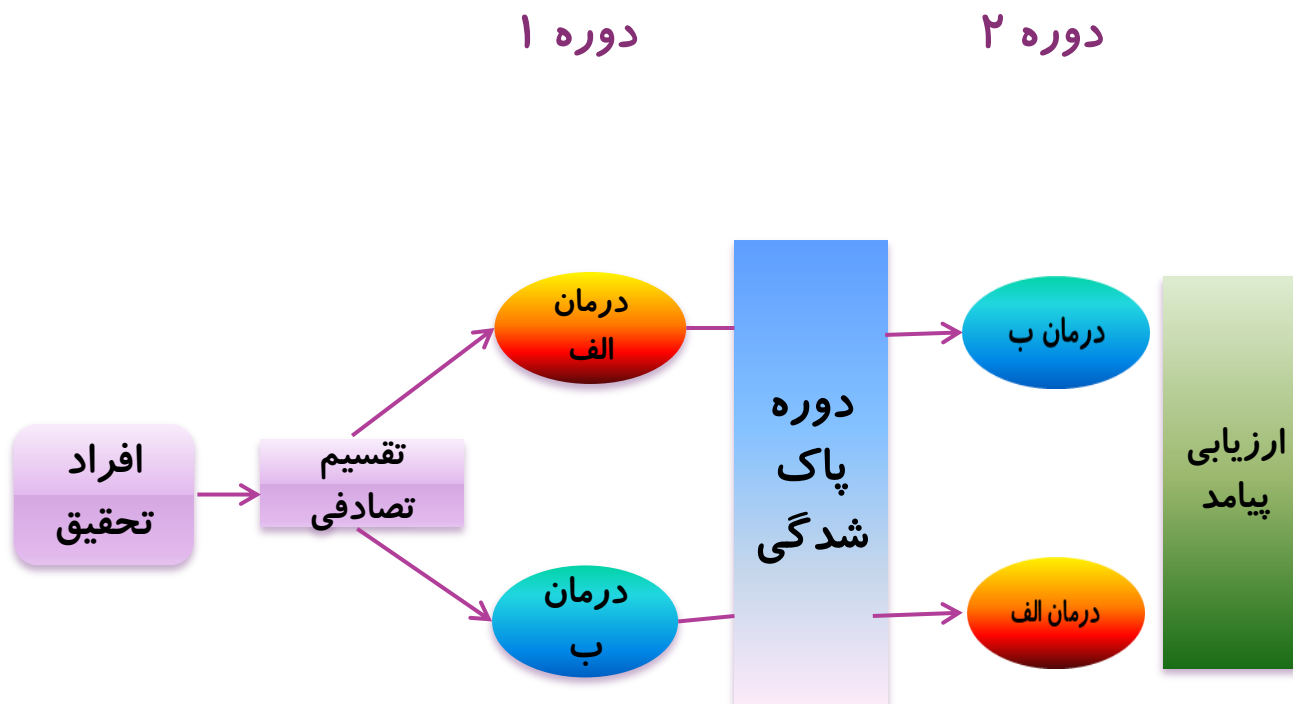 دوره ۱
دوره ۲
افراد
تحقیق
تقسیم
تصادفی
درمان
الف
درمان
ب
دوره
پاک
شدگی
درمان ب
درمان الف
ارزیابی
پیامد